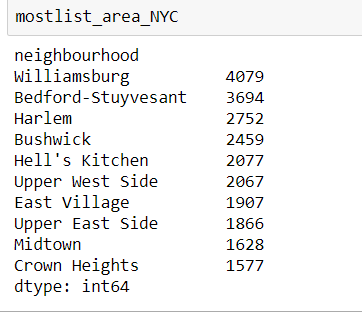 mostlist_area_NYC
neighbourhood
Williamsburg 4079
Bedford-Stuyvesant 3694
Harlem 2752
Bushwick 2459
Hell's Kitchen 2077
Upper West Side 2067
East Village 1907
Upper East Side 1866
Midtown 1628
Crown Heights 1577
dtype: int64